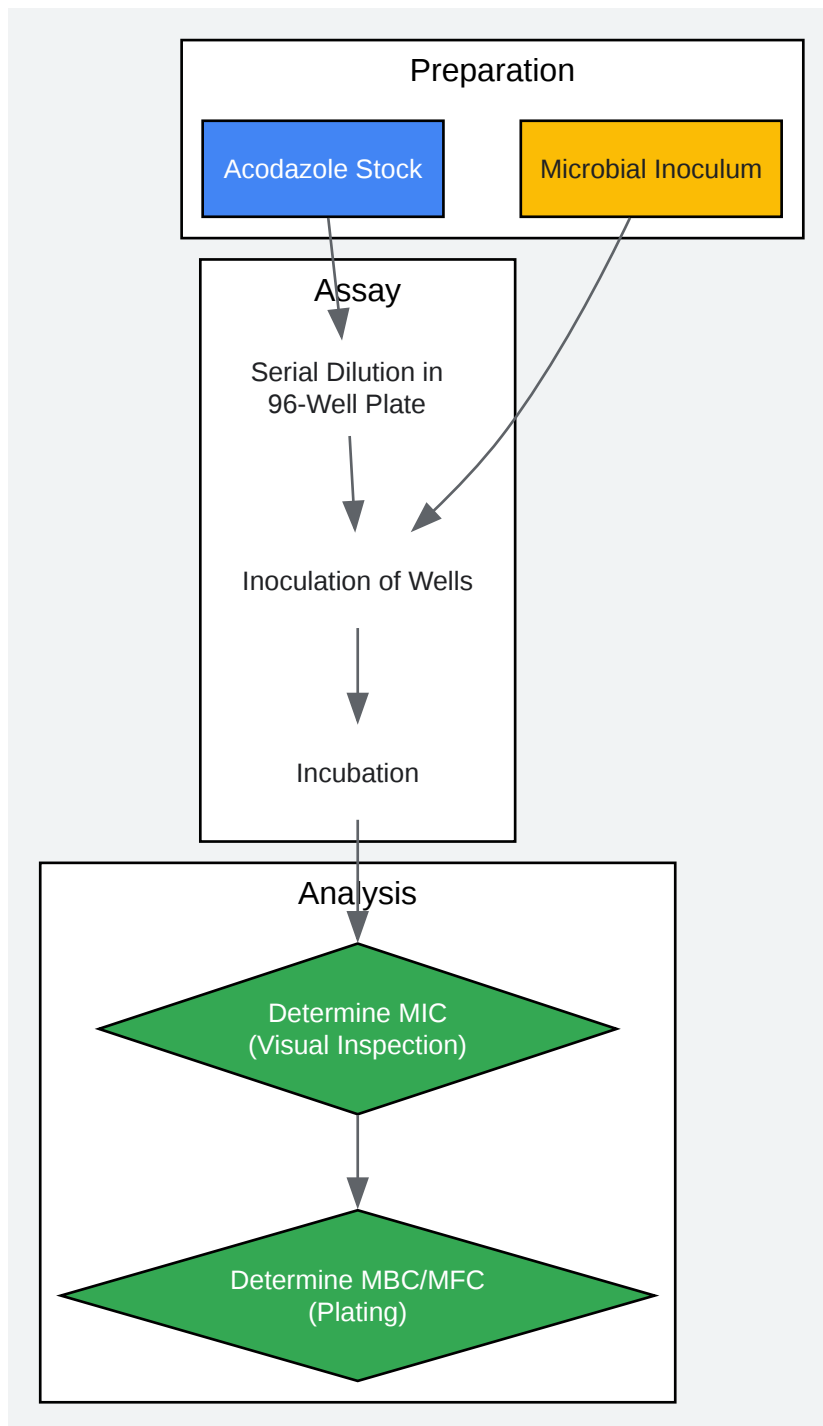 Preparation
Acodazole Stock
Microbial Inoculum
Assay
Serial Dilution in
96-Well Plate
Inoculation of Wells
Incubation
Analysis
Determine MIC
(Visual Inspection)
Determine MBC/MFC
(Plating)